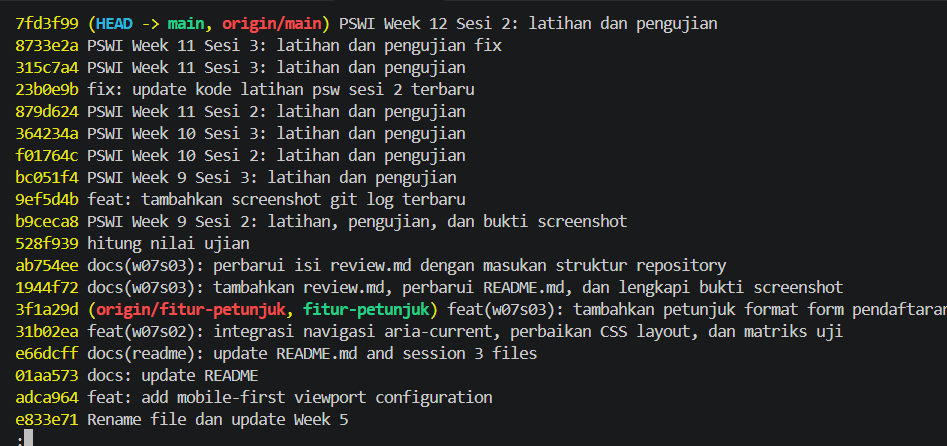 7fd3f99 (HEAD -> main, origin/main) PSWI Week 12 Sesi 2: latihan dan pengujian
8733e2a PSWI Week 11 Sesi 3: latihan dan pengujian fix
315c7a4 PSWI Week 11 Sesi 3: latihan dan pengujian
23b0e9b fix: update kode latihan psw sesi 2 terbaru
879d624 PSWI Week 11 Sesi 2: latihan dan pengujian
364234a PSWI Week 10 Sesi 3: latihan dan pengujian
f01764c PSWI Week 10 Sesi 2: latihan dan pengujian
bc051f4 PSWI Week 9 Sesi 3: latihan dan pengujian
9ef5d4b feat: tambahkan screenshot git log terbaru
b9ceca8 PSWI Week 9 Sesi 2: latihan, pengujian, dan bukti screenshot
528f939 hitung nilai ujian
ab754ee docs(w07s03): perbarui isi review.md dengan masukan struktur repository
1944f72 docs(w07s03): tambahkan review.md, perbarui README.md, dan lengkapi bukti screenshot
3f1a29d (origin/fitur-petunjuk, fitur-petunjuk) feat(w07s03): tambahkan petunjuk format form pendaftaran
31b02ea feat(w07s02): integrasi navigasi aria-current, perbaikan CSS layout, dan matriks uji
e66dcff docs(readme): update README.md and session 3 files
01aa573 docs: update README
adca964 feat: add mobile-first viewport configuration
e833e71 Rename file dan update Week 5
: